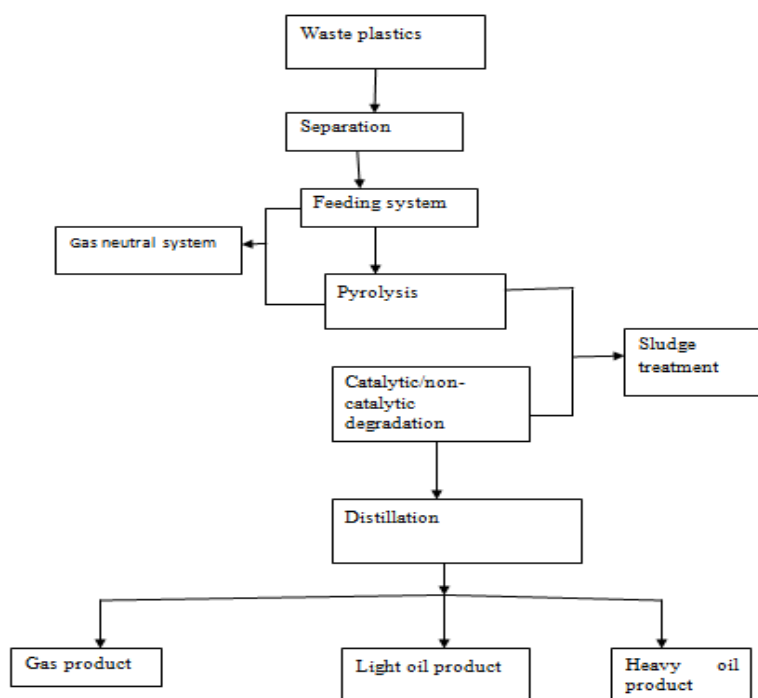 Waste plastics
Separation
Feeding system
Gas neutral system
Pyrolysis
Sludge
treatment
Catalytic/non-
catalytic
degradation
Distillation
Gas product
Light oil product
Heavy oil
product